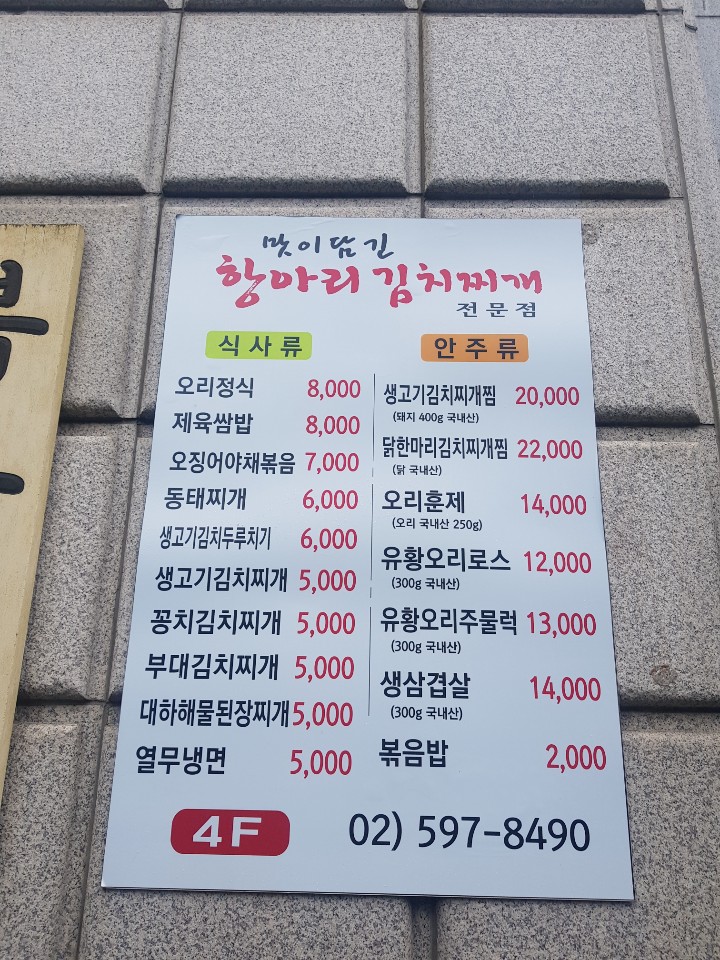 맛이담긴
항아리 김치찌개
전문점
식사류
오리정식 8,000
제육쌈밥 8,000
오징어야채볶음 7,000
동태찌개 6,000
생고기김치두루치기 6,000
생고기김치찌개 5,000
꽁치김치찌개 5,000
부대김치찌개 5,000
대하해물된장찌개 5,000
열무냉면 5,000
안주류
생고기김치찌개찜 20,000
(돼지 400g 국내산)
닭한마리김치찌개찜 22,000
(닭 국내산)
오리훈제 14,000
(오리 국내산 250g)
유황오리로스 12,000
(300g 국내산)
유황오리주물럭 13,000
(300g 국내산)
생삼겹살 14,000
(300g 국내산)
볶음밥 2,000
4F
02) 597-8490